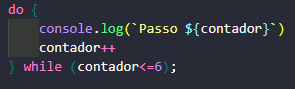 do {
    console.log(`Passo ${contador}`)
    contador++
} while (contador<=6);